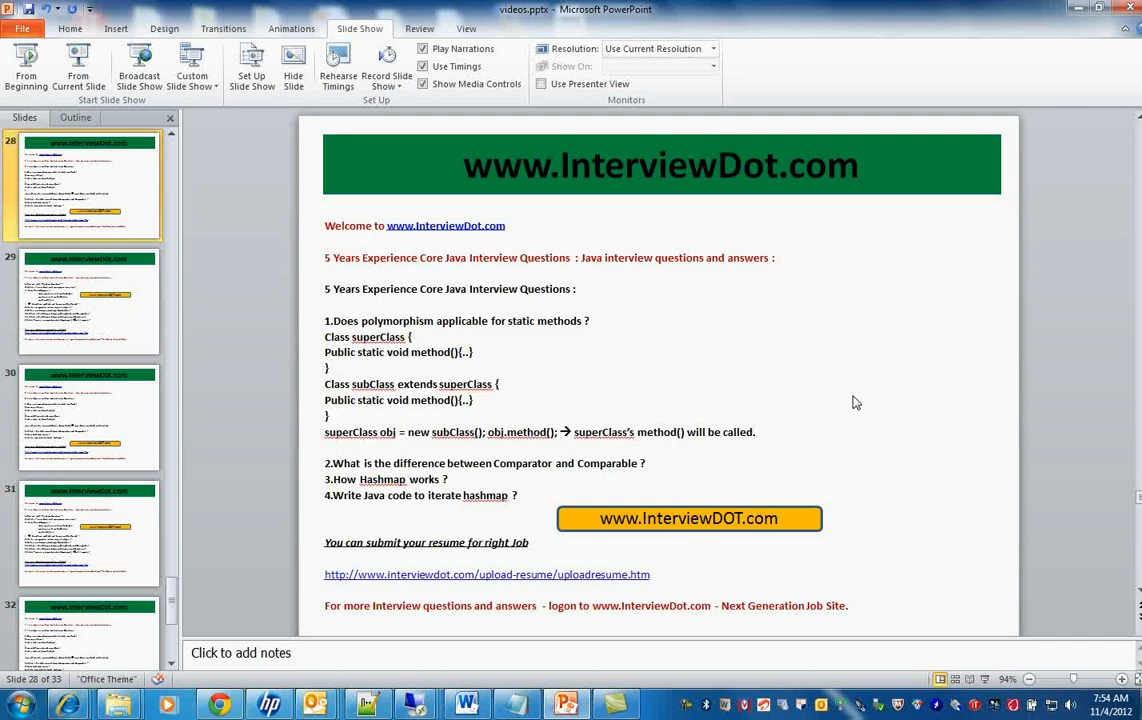 videos.pptx - Microsoft PowerPoint
File Home Insert Design Transitions Animations Slide Show Review View
From Beginning
From Current Slide
Broadcast Slide Show
Custom Slide Show
Start Slide Show
Set Up Slide Show
Hide Slide
Rehearse Timings
Record Slide Show
Play Narrations
Use Timings
Show Media Controls
Set Up
Resolution: Use Current Resolution
Show On:
Use Presenter View
Monitors
Slides Outline
28
29
30
31
32
www.InterviewDot.com
Welcome to www.InterviewDot.com
5 Years Experience Core Java Interview Questions : Java interview questions and answers :
5 Years Experience Core Java Interview Questions :
1.Does polymorphism applicable for static methods ?
Class superClass {
Public static void method(){..}
}
Class subClass extends superClass {
Public static void method(){..}
}
superClass obj = new subClass(); obj.method(); → superClass's method() will be called.
2.What is the difference between Comparator and Comparable ?
3.How Hashmap works ?
4.Write Java code to iterate hashmap ?
www.InterviewDOT.com
You can submit your resume for right Job
http://www.interviewdot.com/upload-resume/uploadresume.htm
For more Interview questions and answers - logon to www.InterviewDot.com - Next Generation Job Site.
Click to add notes
Slide 28 of 33 "Office Theme" 94%
7:54 AM
11/4/2012